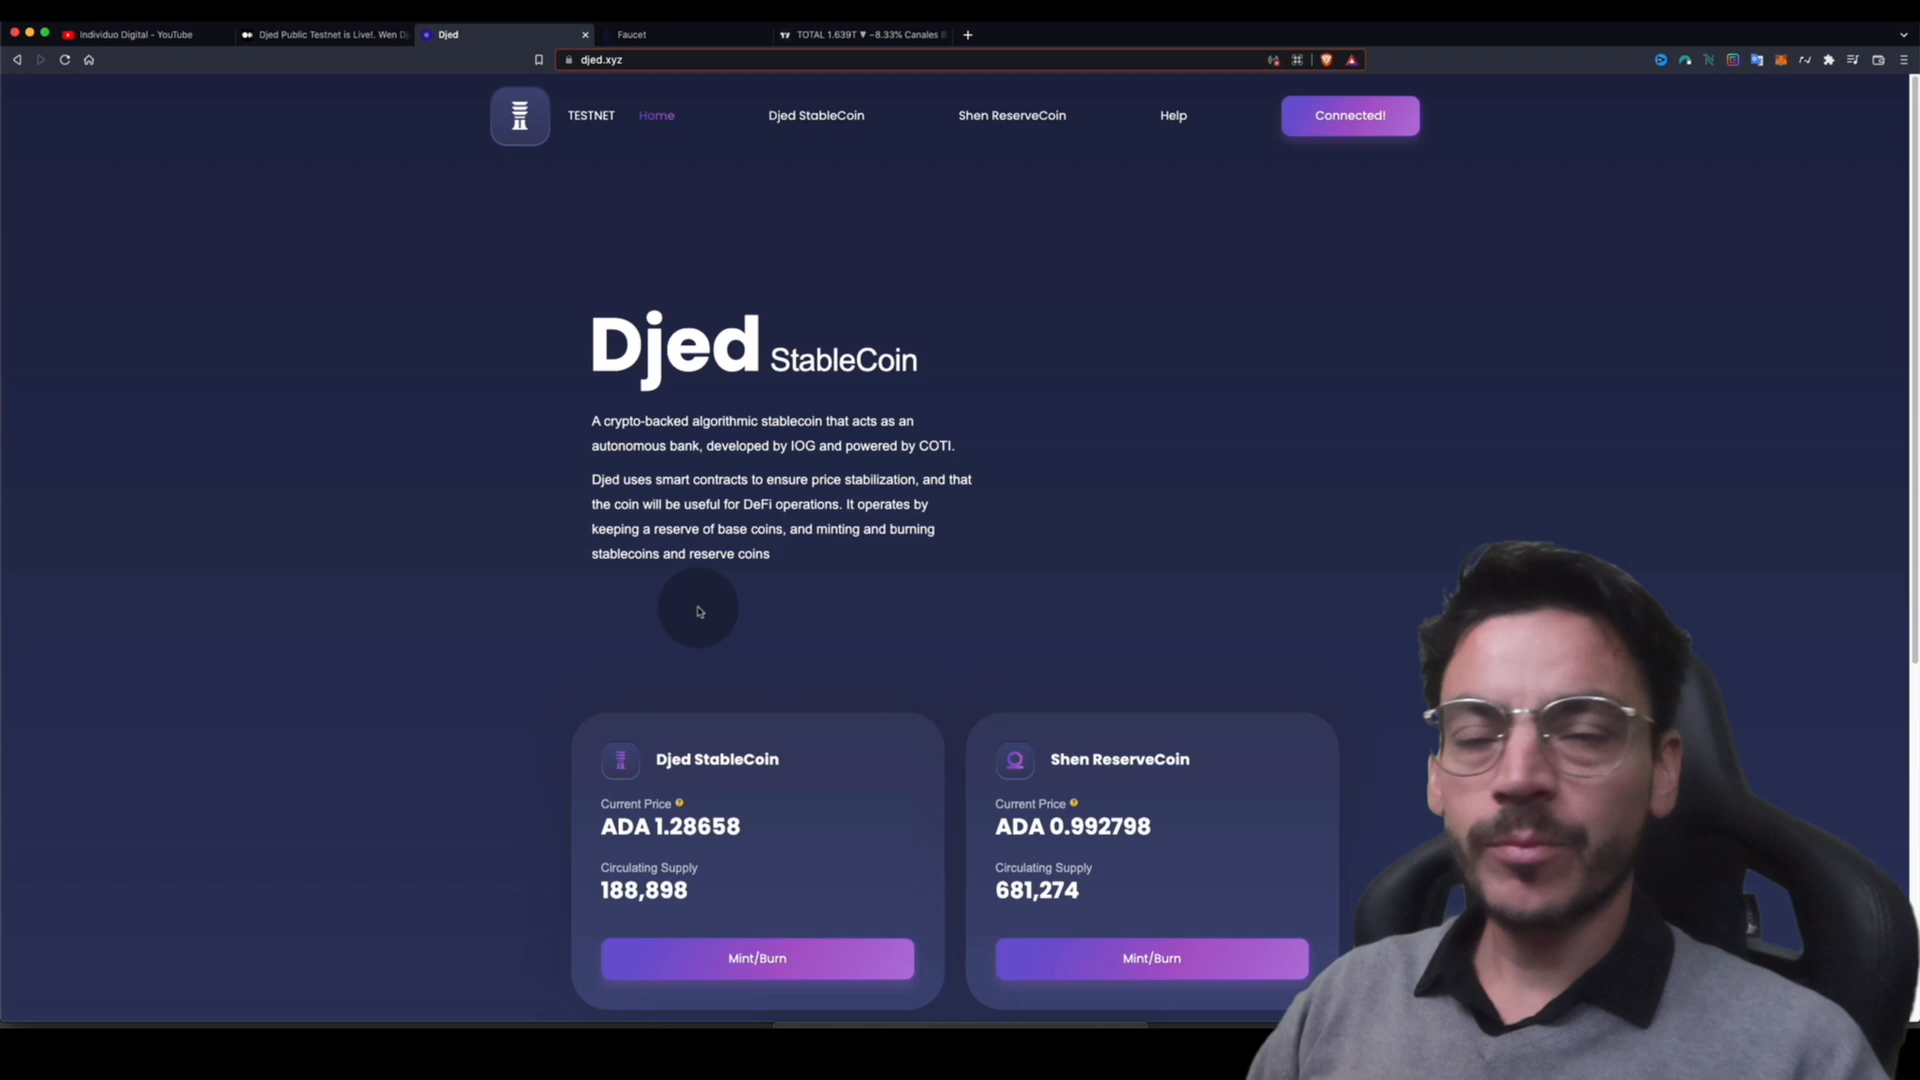 Individuo Digital - YouTube
Djed Public Testnet is Live!. Wen Dj
Djed
Faucet
TOTAL 1.639T ▼ −8.33% Canales B
djed.xyz
TESTNET
Home
Djed StableCoin
Shen ReserveCoin
Help
Connected!
Djed StableCoin
A crypto-backed algorithmic stablecoin that acts as an
autonomous bank, developed by IOG and powered by COTI.
Djed uses smart contracts to ensure price stabilization, and that
the coin will be useful for DeFi operations. It operates by
keeping a reserve of base coins, and minting and burning
stablecoins and reserve coins
Djed StableCoin
Current Price
ADA 1.28658
Circulating Supply
188,898
Mint/Burn
Shen ReserveCoin
Current Price
ADA 0.992798
Circulating Supply
681,274
Mint/Burn